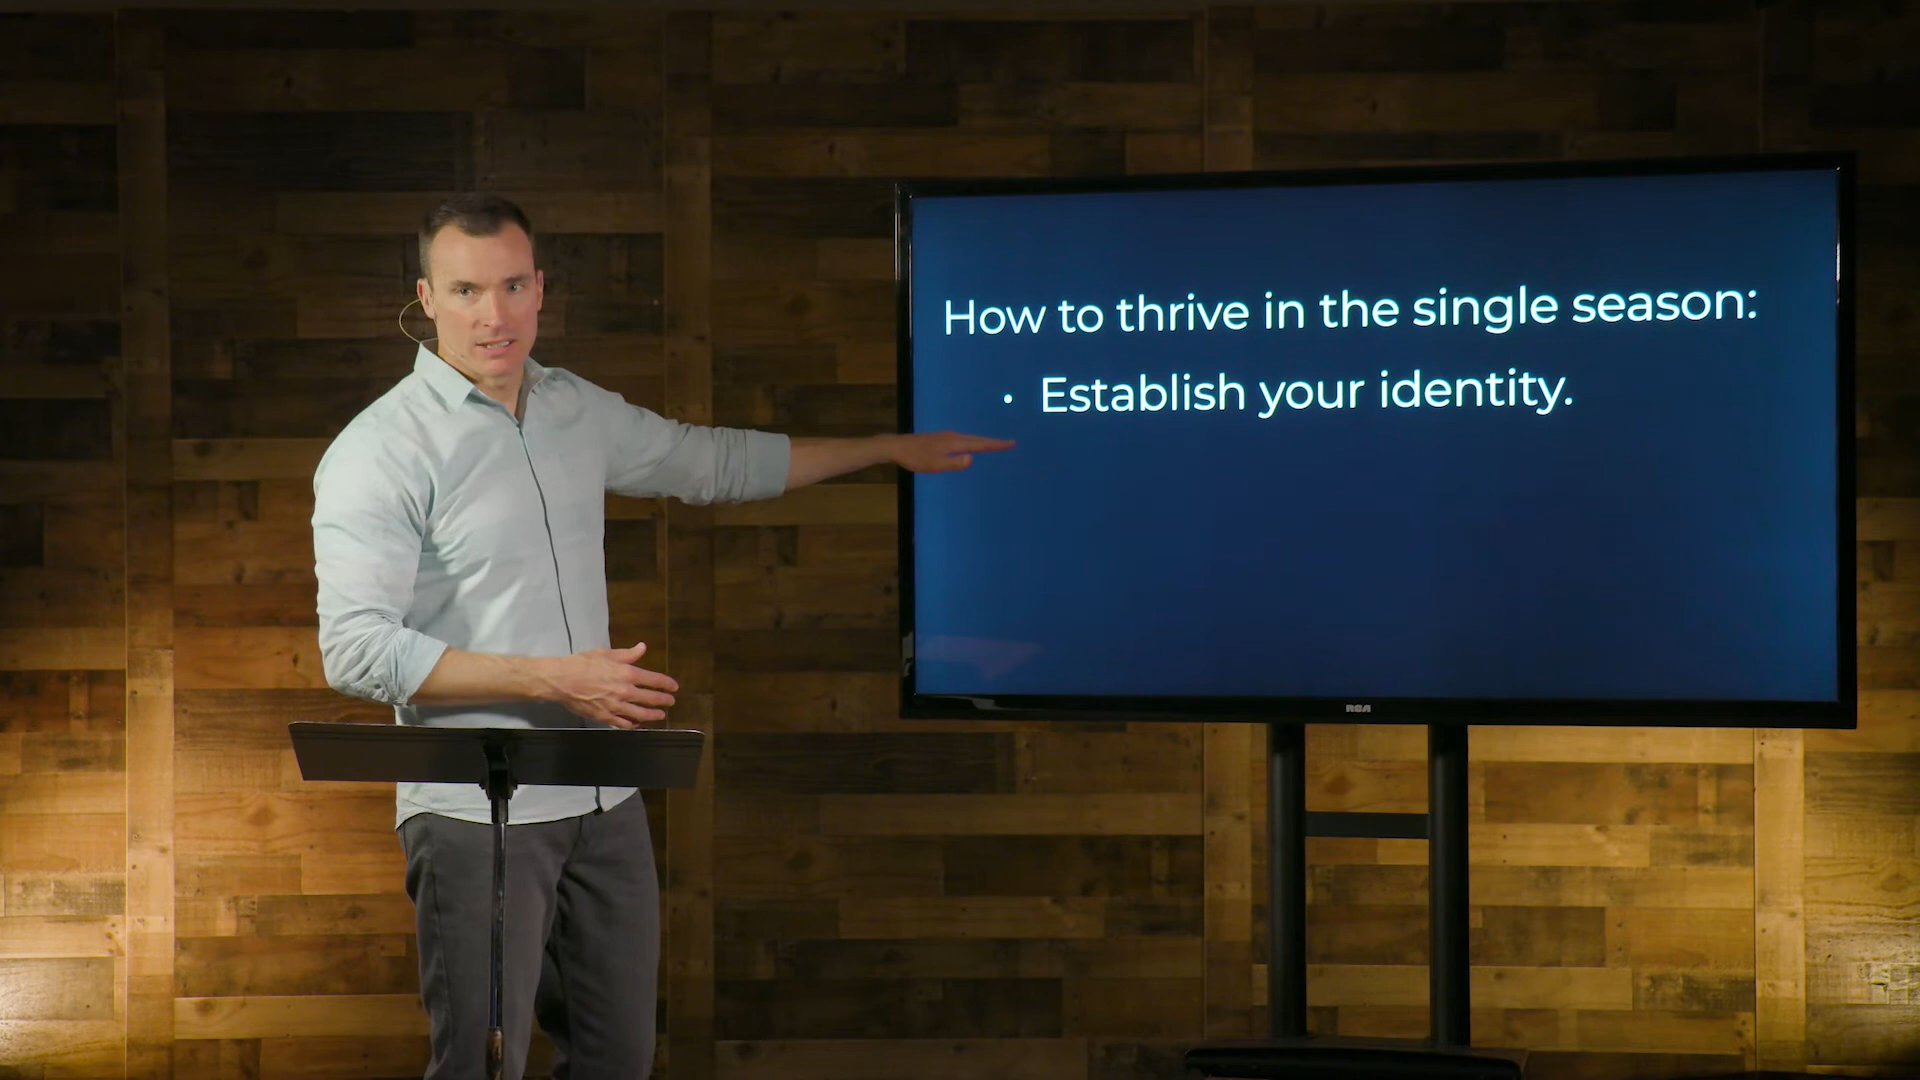 How to thrive in the single season:
• Establish your identity.
RCA